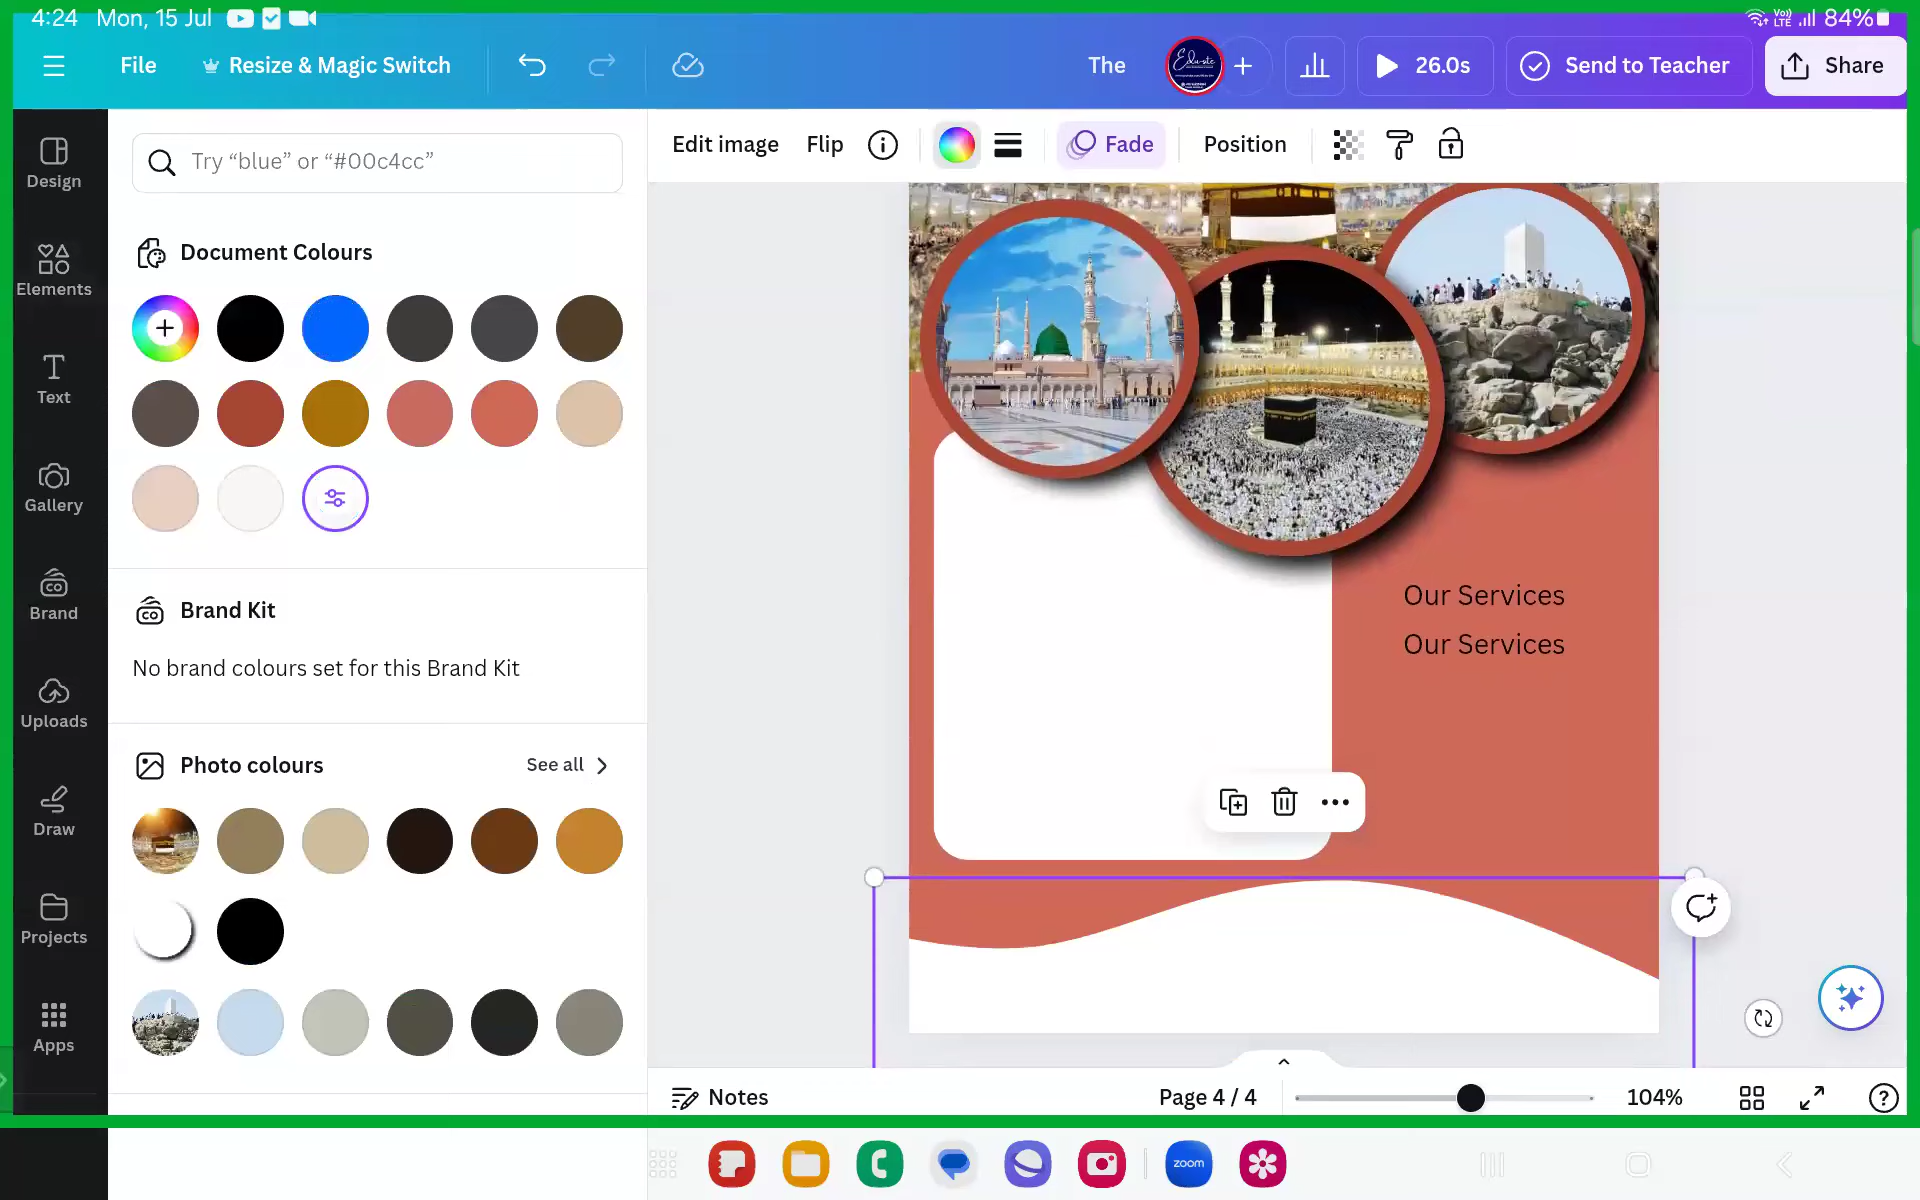 4:24 Mon, 15 Jul
84%
File
Resize & Magic Switch
The
26.0s
Send to Teacher
Share
Design
Elements
Text
Gallery
Brand
Uploads
Draw
Projects
Apps
Try “blue” or “#00c4cc”
Document Colours
Brand Kit
No brand colours set for this Brand Kit
Photo colours
See all
Edit image
Flip
Fade
Position
Our Services
Our Services
Notes
Page 4 / 4
104%
zoom